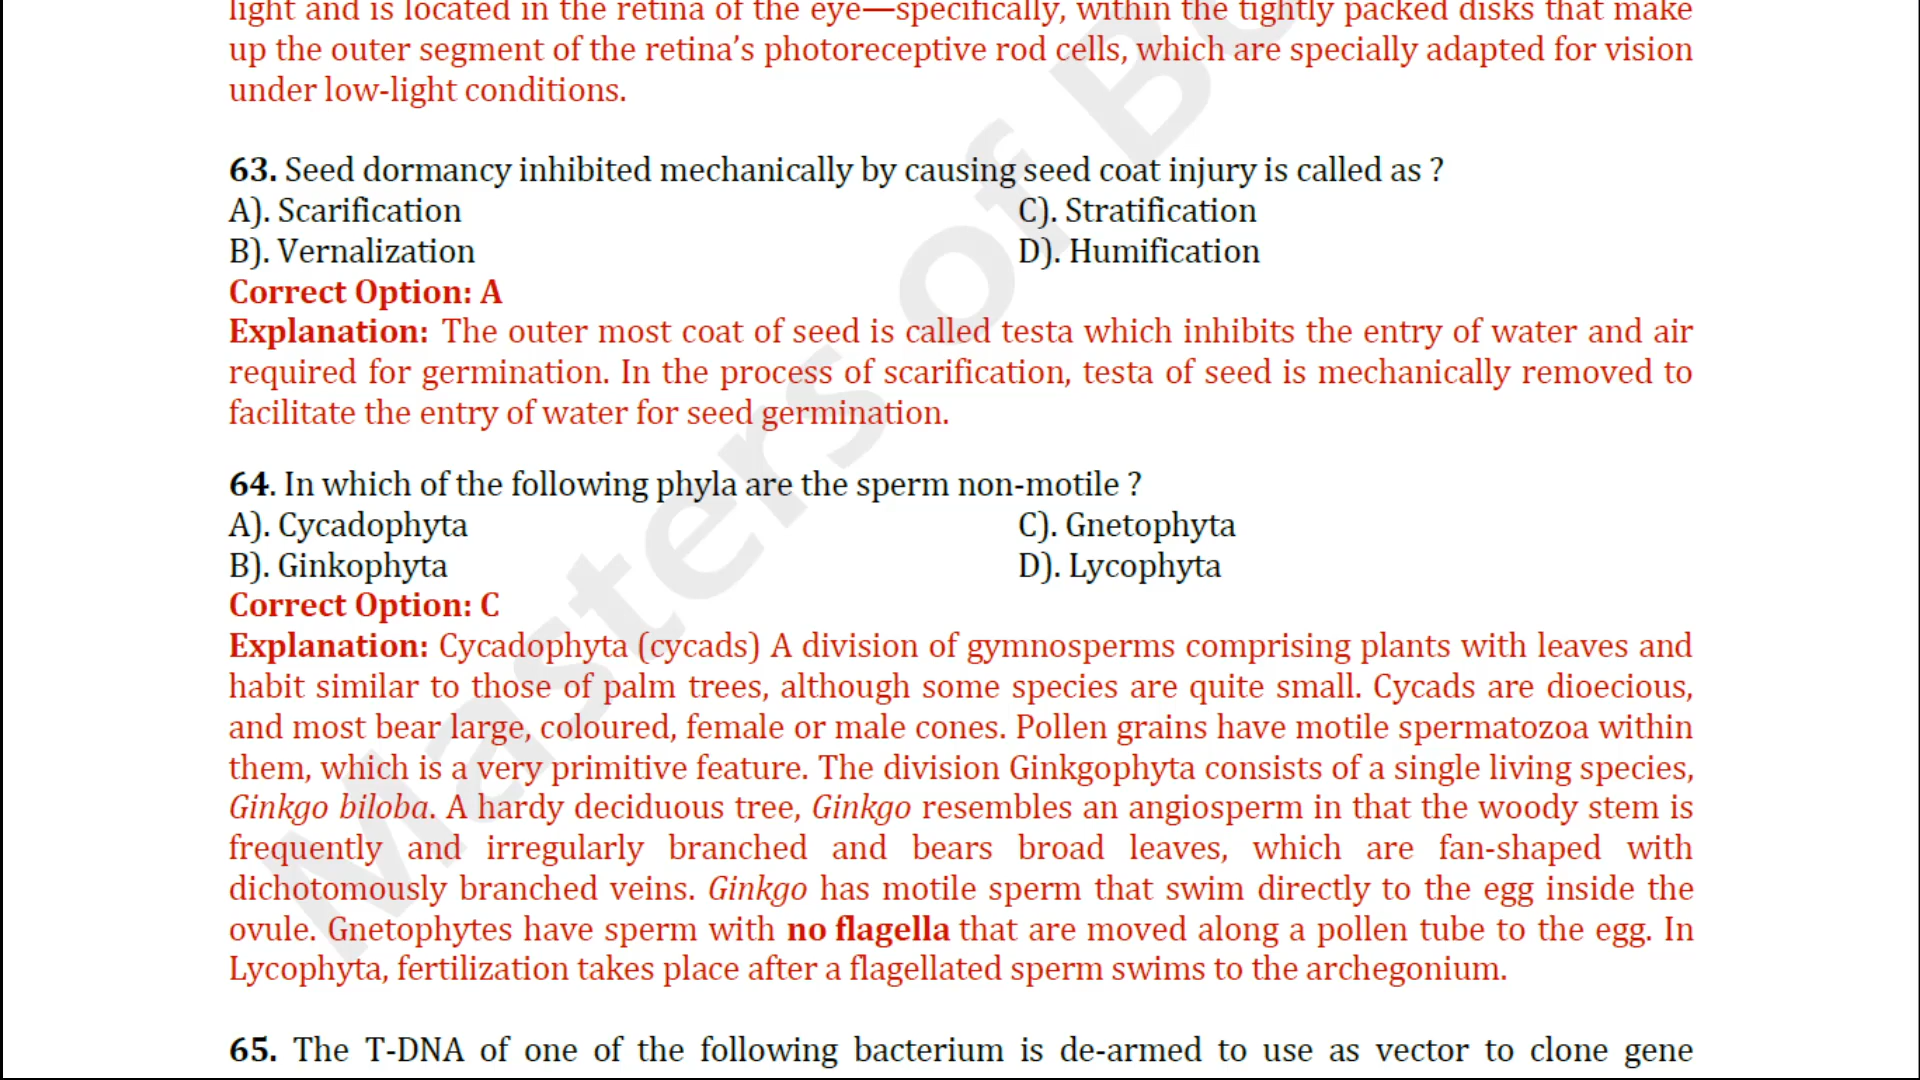 light and is located in the retina of the eye—specifically, within the tightly packed disks that make
up the outer segment of the retina’s photoreceptive rod cells, which are specially adapted for vision
under low-light conditions.
63. Seed dormancy inhibited mechanically by causing seed coat injury is called as ?
A). Scarification
C). Stratification
B). Vernalization
D). Humification
Correct Option: A
Explanation: The outer most coat of seed is called testa which inhibits the entry of water and air
required for germination. In the process of scarification, testa of seed is mechanically removed to
facilitate the entry of water for seed germination.
64. In which of the following phyla are the sperm non-motile ?
A). Cycadophyta
C). Gnetophyta
B). Ginkophyta
D). Lycophyta
Correct Option: C
Explanation: Cycadophyta (cycads) A division of gymnosperms comprising plants with leaves and
habit similar to those of palm trees, although some species are quite small. Cycads are dioecious,
and most bear large, coloured, female or male cones. Pollen grains have motile spermatozoa within
them, which is a very primitive feature. The division Ginkgophyta consists of a single living species,
Ginkgo biloba. A hardy deciduous tree, Ginkgo resembles an angiosperm in that the woody stem is
frequently and irregularly branched and bears broad leaves, which are fan-shaped with
dichotomously branched veins. Ginkgo has motile sperm that swim directly to the egg inside the
ovule. Gnetophytes have sperm with no flagella that are moved along a pollen tube to the egg. In
Lycophyta, fertilization takes place after a flagellated sperm swims to the archegonium.
65. The T-DNA of one of the following bacterium is de-armed to use as vector to clone gene
Masters of